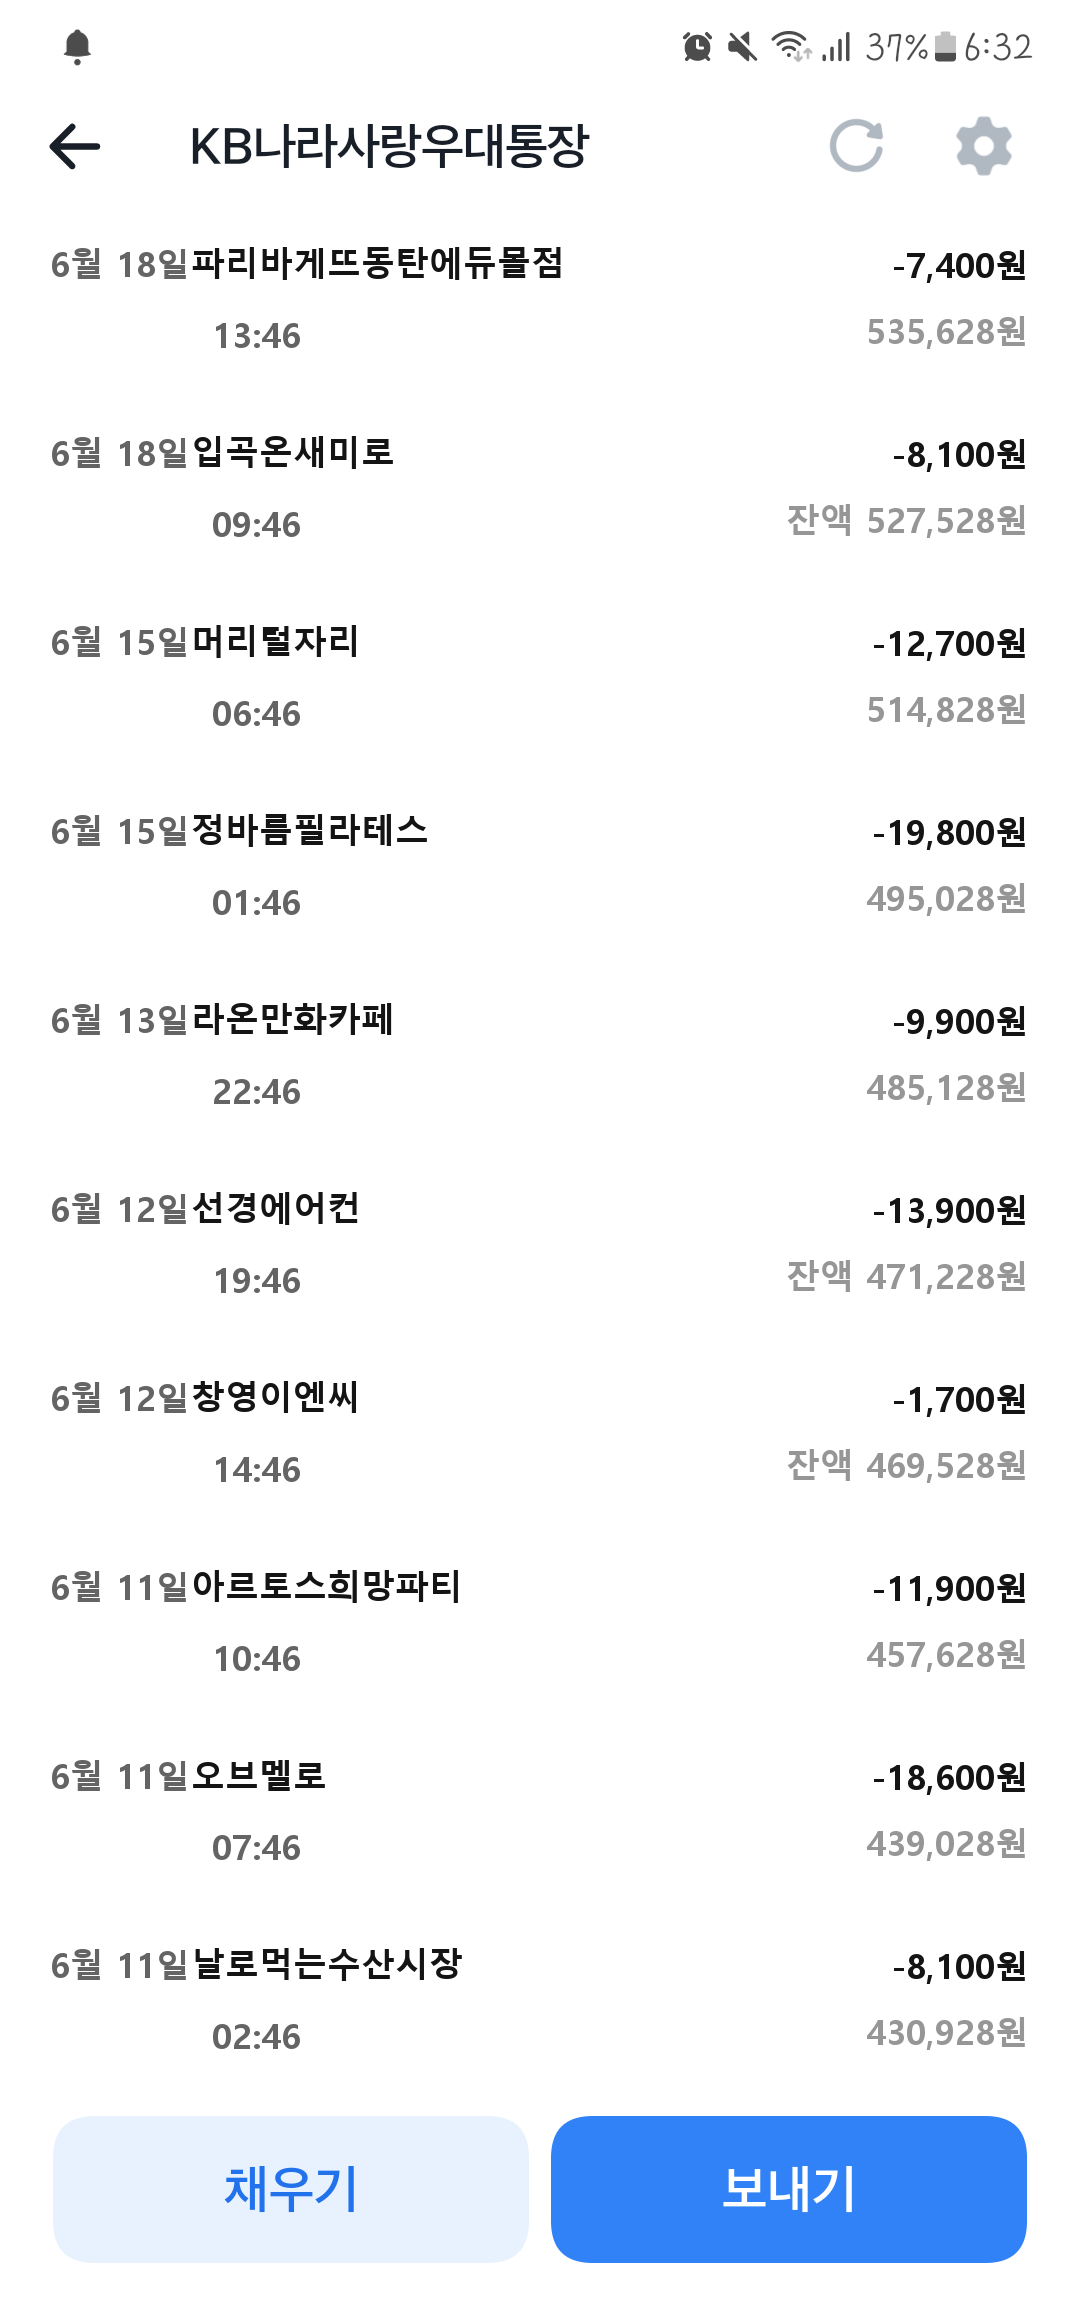 37% 6:32
KB나라사랑우대통장
6월 18일 파리바게뜨동탄에듀몰점 -7,400원
13:46 535,628원
6월 18일 입곡온새미로 -8,100원
09:46 잔액 527,528원
6월 15일 머리털자리 -12,700원
06:46 514,828원
6월 15일 정바름필라테스 -19,800원
01:46 495,028원
6월 13일 라온만화카페 -9,900원
22:46 485,128원
6월 12일 선경에어컨 -13,900원
19:46 잔액 471,228원
6월 12일 창영이엔씨 -1,700원
14:46 잔액 469,528원
6월 11일 아르토스희망파티 -11,900원
10:46 457,628원
6월 11일 오브멜로 -18,600원
07:46 439,028원
6월 11일 날로먹는수산시장 -8,100원
02:46 430,928원
채우기 보내기